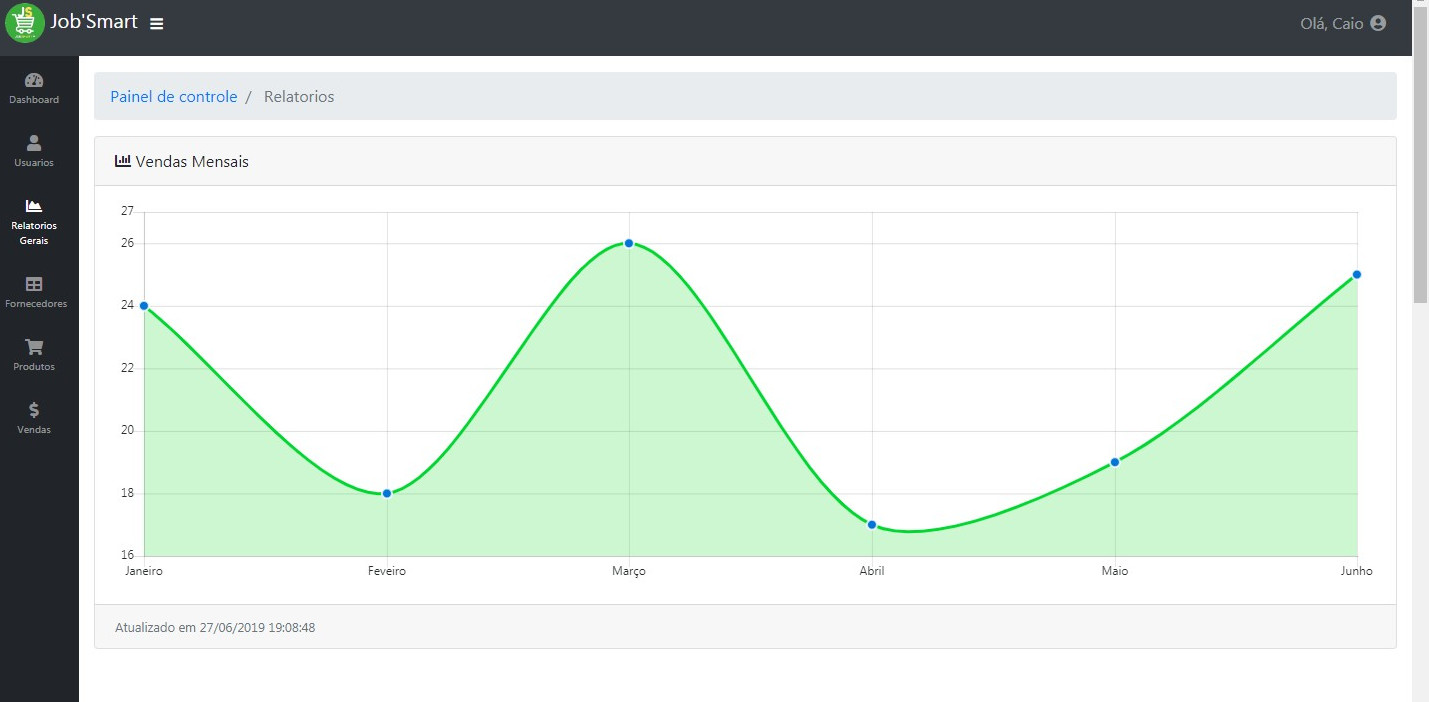 JS
Job'Smart
Olá, Caio
Dashboard
Usuarios
Relatorios
Gerais
Fornecedores
Produtos
Vendas
Painel de controle / Relatorios
Vendas Mensais
27
26
24
22
20
18
16
Janeiro Feveiro Março Abril Maio Junho
Atualizado em 27/06/2019 19:08:48